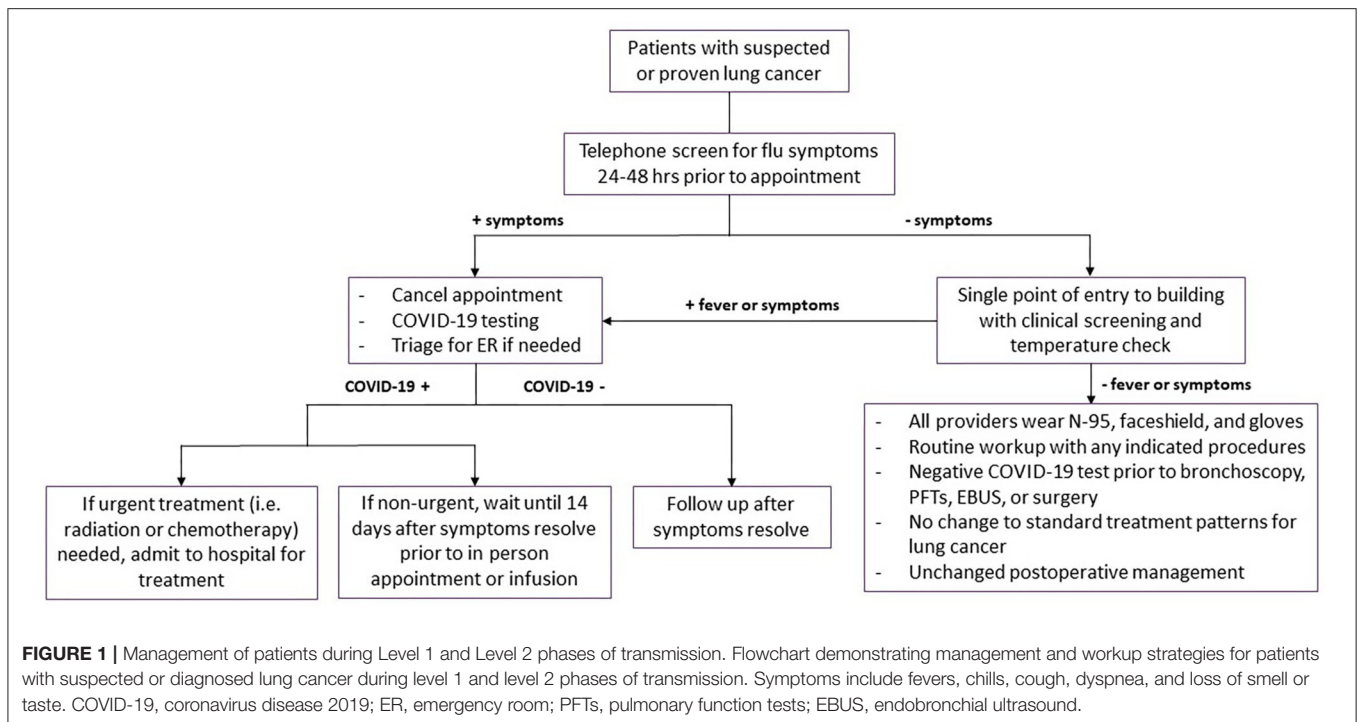 Patients with suspected
or proven lung cancer
Telephone screen for flu symptoms
24-48 hrs prior to appointment
+ symptoms
- symptoms
- Cancel appointment
- COVID-19 testing
- Triage for ER if needed
+ fever or symptoms
Single point of entry to building
with clinical screening and
temperature check
COVID-19 +
COVID-19 -
- fever or symptoms
If urgent treatment (i.e.
radiation or chemotherapy)
needed, admit to hospital for
treatment
If non-urgent, wait until 14
days after symptoms resolve
prior to in person
appointment or infusion
Follow up after
symptoms resolve
- All providers wear N-95, faceshield, and gloves
- Routine workup with any indicated procedures
- Negative COVID-19 test prior to bronchoscopy,
PFTs, EBUS, or surgery
- No change to standard treatment patterns for
lung cancer
- Unchanged postoperative management
FIGURE 1 | Management of patients during Level 1 and Level 2 phases of transmission. Flowchart demonstrating management and workup strategies for patients
with suspected or diagnosed lung cancer during level 1 and level 2 phases of transmission. Symptoms include fevers, chills, cough, dyspnea, and loss of smell or
taste. COVID-19, coronavirus disease 2019; ER, emergency room; PFTs, pulmonary function tests; EBUS, endobronchial ultrasound.